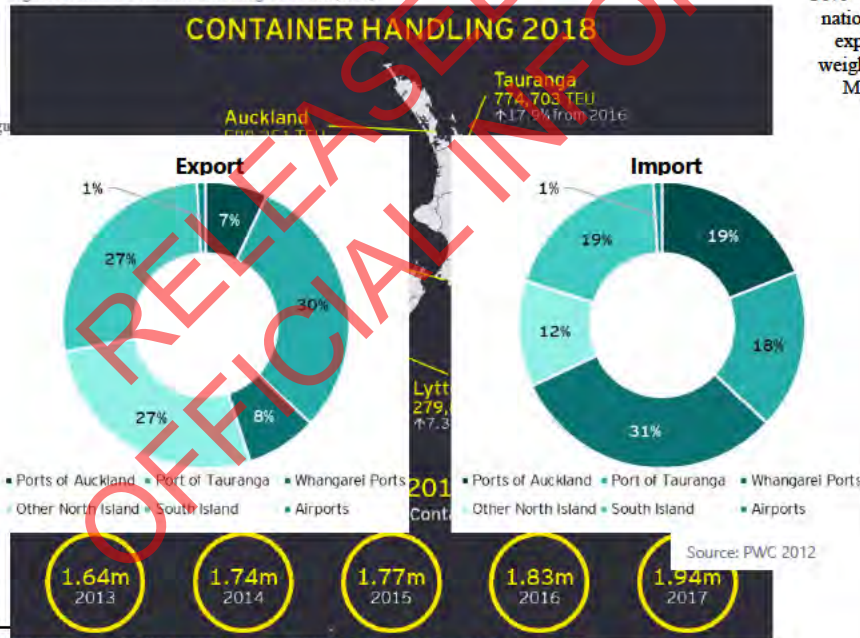 CONTAINER HANDLING 2018
natio
exp
weigh
M
Tauranga
774,703 TEU
↑17.9% from 2016
Auckland
Export
1%
7%
30%
8%
27%
27%
Import
1%
19%
18%
31%
12%
19%
Lytt
279,
↑7.3
• Ports of Auckland • Port of Tauranga • Whangarei Ports
Other North Island • South Island • Airports
• Ports of Auckland • Port of Tauranga • Whangarei Ports
Other North Island • South Island • Airports
201
Conta
Source: PWC 2012
1.64m
2013
1.74m
2014
1.77m
2015
1.83m
2016
1.94m
2017
RELEASE
OFFICIAL INFO